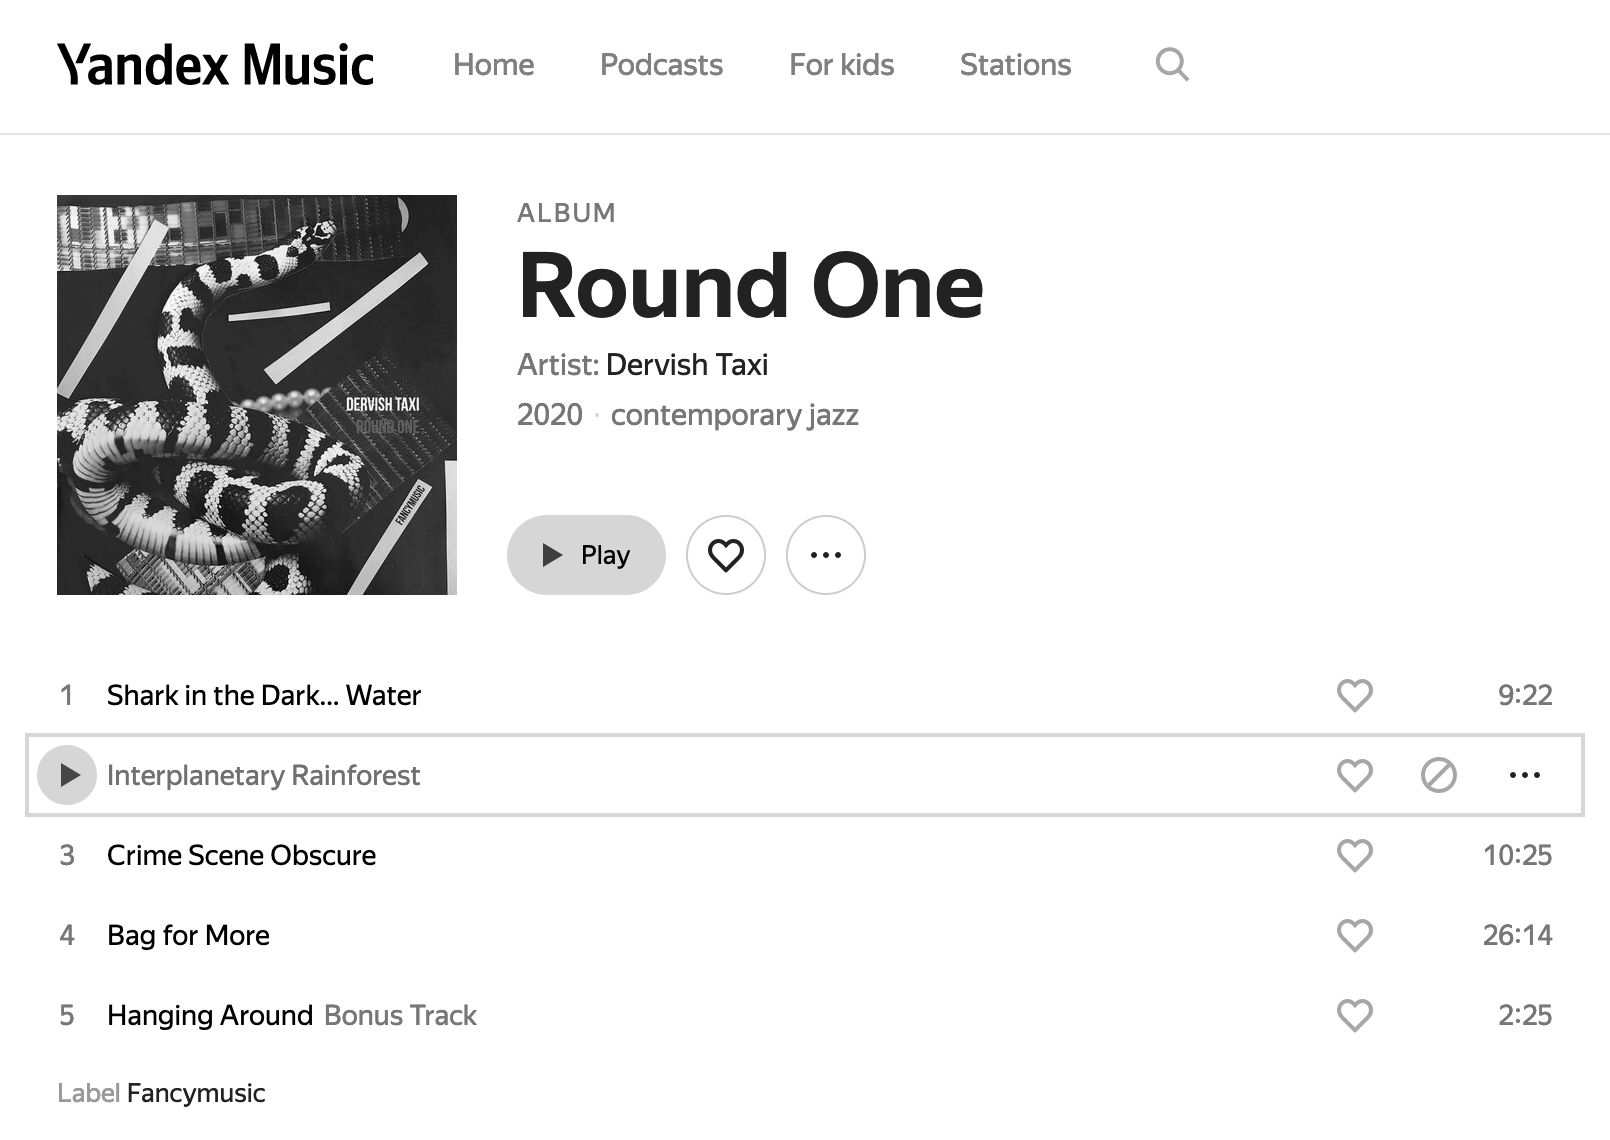 Yandex Music Home Podcasts For kids Stations
ALBUM
Round One
Artist: Dervish Taxi
2020 · contemporary jazz
DERVISH TAXI
ROUND ONE
FANCYMUSIC
Play
1 Shark in the Dark... Water 9:22
Interplanetary Rainforest
3 Crime Scene Obscure 10:25
4 Bag for More 26:14
5 Hanging Around Bonus Track 2:25
Label Fancymusic